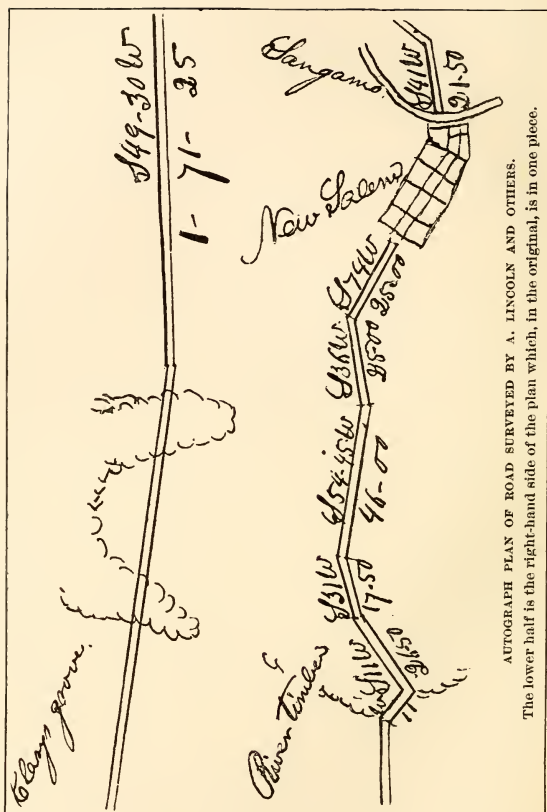 S49-30W
1-71-25
Clarys grove.
Sangamo.
S41W
21-50
New Salem
S74W
25-00
S36W
25-00
S54-45W
46-00
S31W
17-50
River timber
S11W
26-50
AUTOGRAPH PLAN OF ROAD SURVEYED BY A. LINCOLN AND OTHERS.
The lower half is the right-hand side of the plan which, in the original, is in one piece.